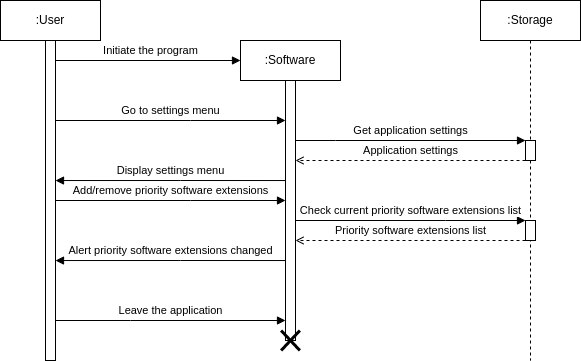 :User
:Storage
Initiate the program
:Software
Go to settings menu
Get application settings
Application settings
Display settings menu
Add/remove priority software extensions
Check current priority software extensions list
Priority software extensions list
Alert priority software extensions changed
Leave the application